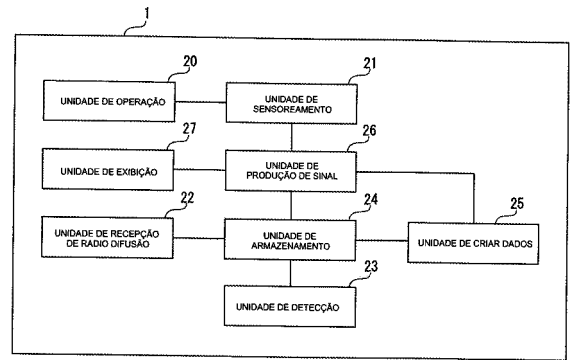 1
20
UNIDADE DE OPERAÇÃO
21
UNIDADE DE
SENSOREAMENTO
27
UNIDADE DE EXIBIÇÃO
26
UNIDADE DE
PRODUÇÃO DE SINAL
22
UNIDADE DE RECEPÇÃO
DE RADIO DIFUSÃO
24
UNIDADE DE
ARMAZENAMENTO
25
UNIDADE DE CRIAR DADOS
23
UNIDADE DE DETECÇÃO